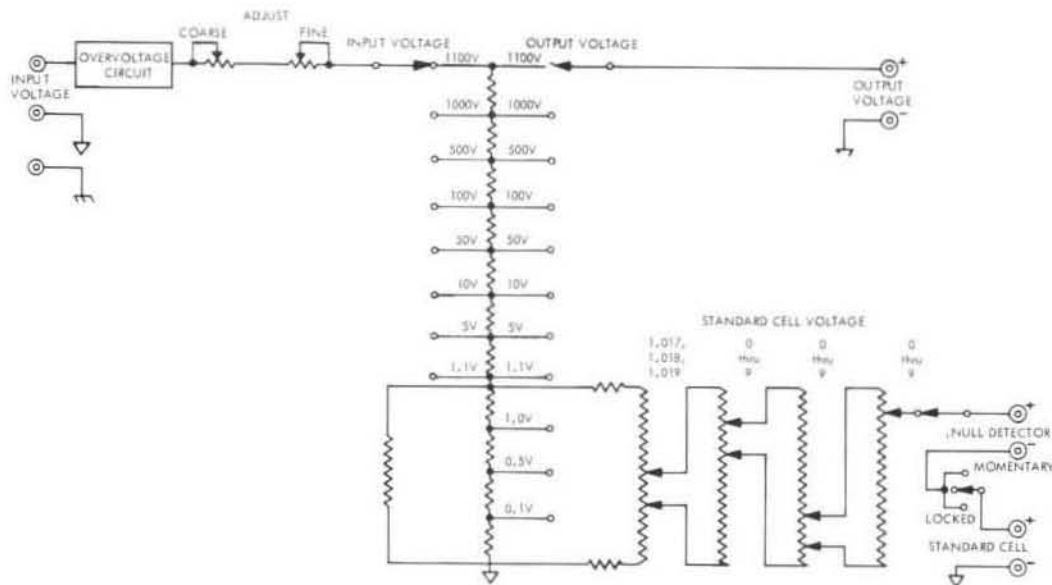 ADJUST
COARSE
FINE
INPUT VOLTAGE
OUTPUT VOLTAGE
OVERVOLTAGE
CIRCUIT
INPUT
VOLTAGE
1100V 1100V
+
OUTPUT
VOLTAGE
-
1000V 1000V
500V 500V
100V 100V
50V 50V
10V 10V
5V 5V
1.1V 1.1V
1.0V
0.5V
0.1V
STANDARD CELL VOLTAGE
1.017,
1.018,
1.019
0
thru
9
0
thru
9
0
thru
9
+
NULL DETECTOR
-
MOMENTARY
LOCKED
+
STANDARD CELL
-